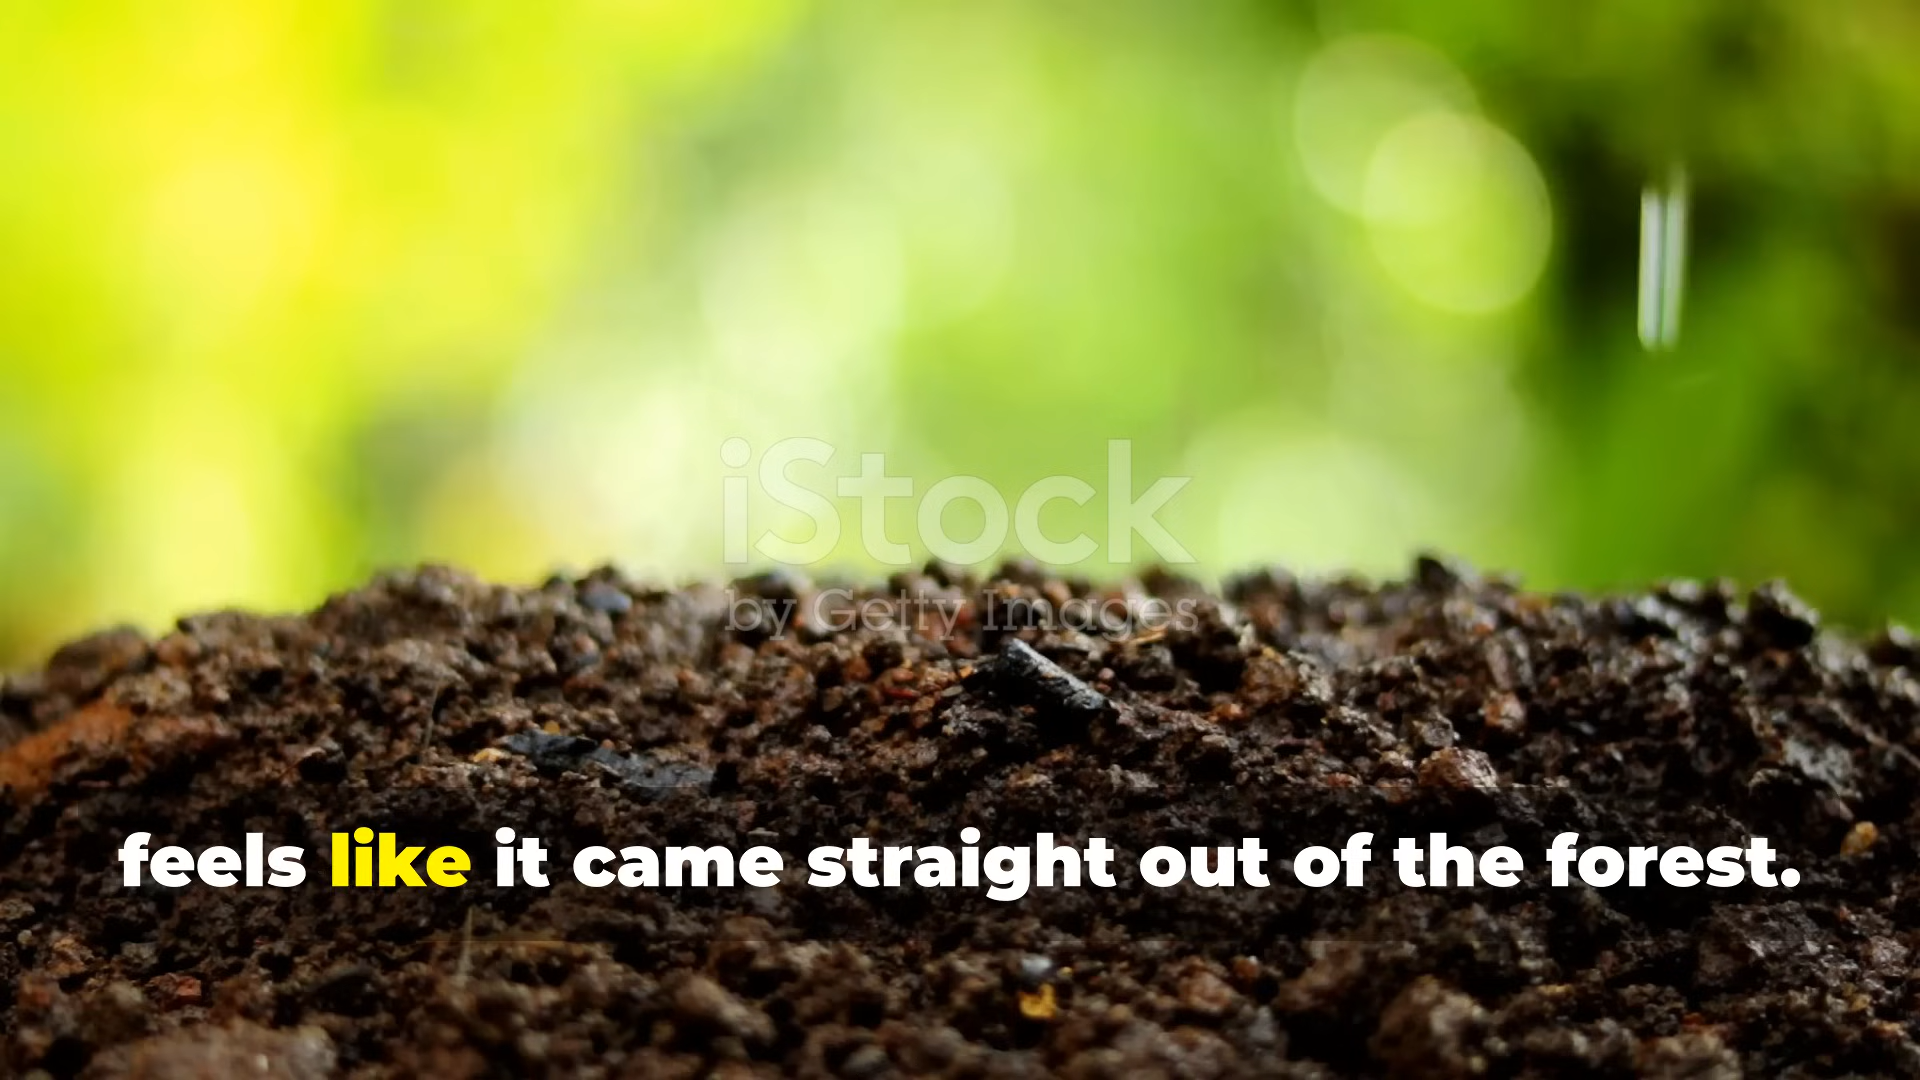 iStock
by Getty Images
feels like it came straight out of the forest.